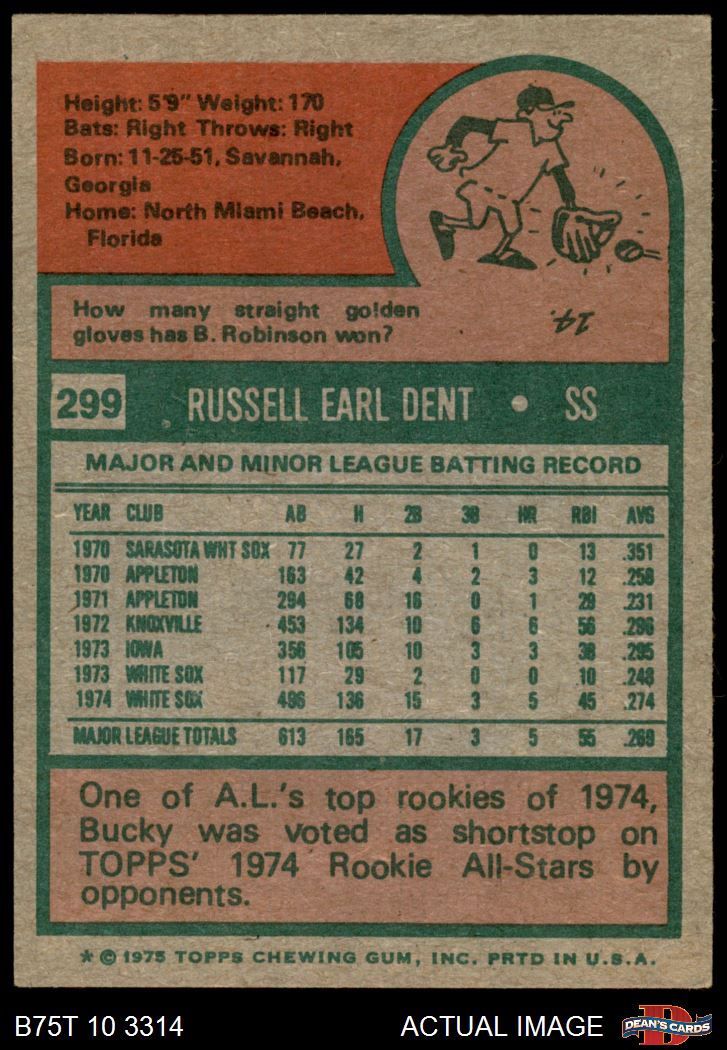 Height: 5'9" Weight: 170
Bats: Right Throws: Right
Born: 11-25-51, Savannah,
Georgia
Home: North Miami Beach,
Florida
How many straight golden
gloves has B. Robinson won?
14.
299 RUSSELL EARL DENT • SS
MAJOR AND MINOR LEAGUE BATTING RECORD
YEAR CLUB AB H 2B 3B HR RBI AVG
1970 SARASOTA WHT SOX 77 27 2 1 0 13 .351
1970 APPLETON 163 42 4 2 3 12 .258
1971 APPLETON 294 68 16 0 1 29 .231
1972 KNOXVILLE 453 134 10 6 6 56 .296
1973 IOWA 356 105 10 3 3 38 .295
1973 WHITE SOX 117 29 2 0 0 10 .248
1974 WHITE SOX 496 136 15 3 5 45 .274
MAJOR LEAGUE TOTALS 613 165 17 3 5 55 .269
One of A.L.'s top rookies of 1974,
Bucky was voted as shortstop on
TOPPS' 1974 Rookie All-Stars by
opponents.
* © 1975 TOPPS CHEWING GUM, INC. PRTD IN U.S.A.
B75T 10 3314 ACTUAL IMAGE DEAN'S CARDS